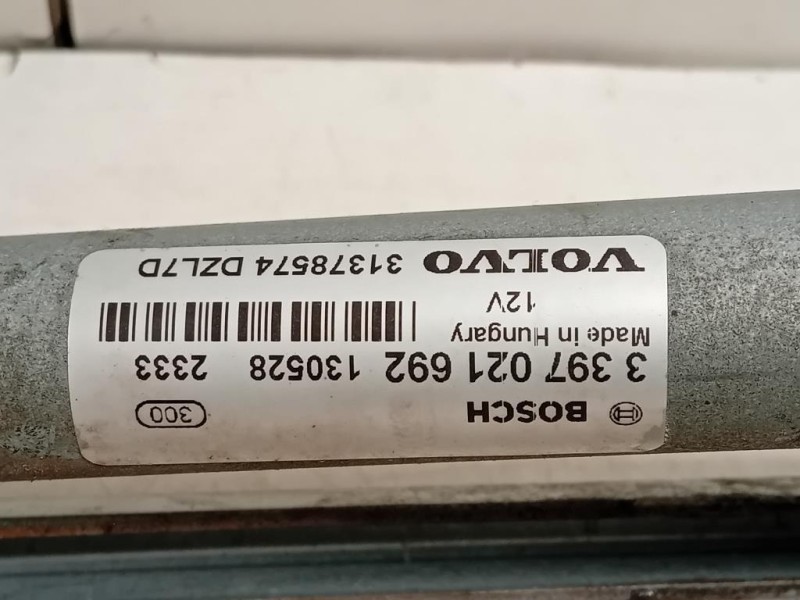 BOSCH 300
3 397 021 692 130528 2333
Made in Hungary
12V
VOLVO 31378574 DZL7D